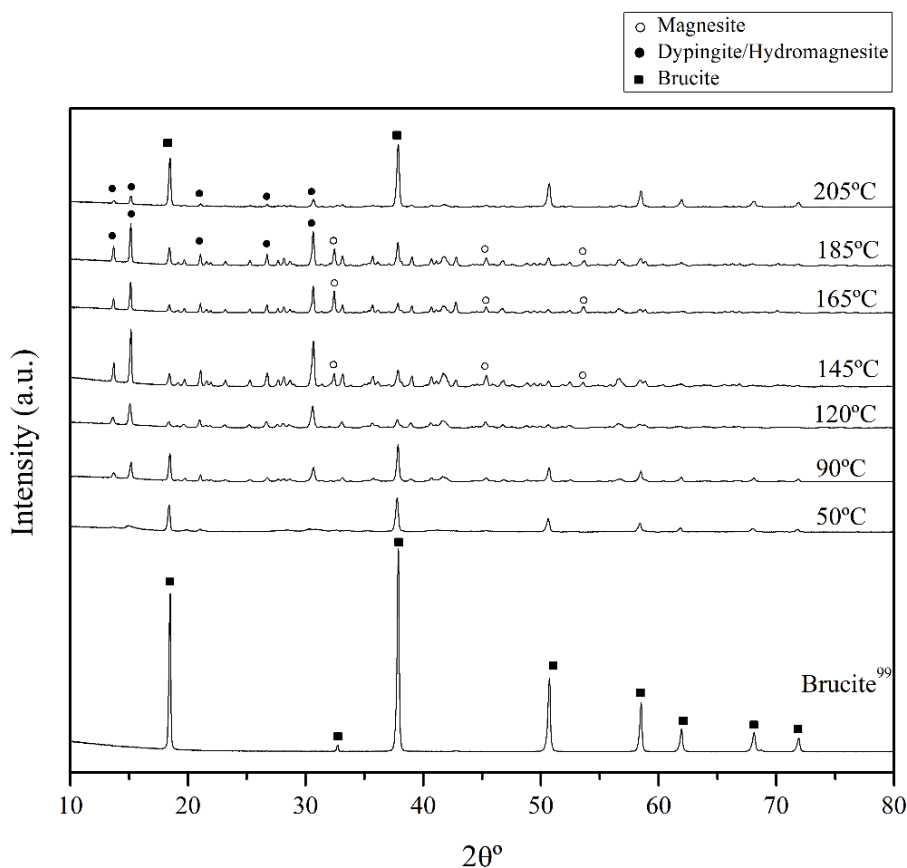 Magnesite
Dypingite/Hydromagnesite
Brucite
205ºC
185ºC
165ºC
145ºC
120ºC
90ºC
50ºC
Brucite⁹⁹
Intensity (a.u.)
10 20 30 40 50 60 70 80
2θº